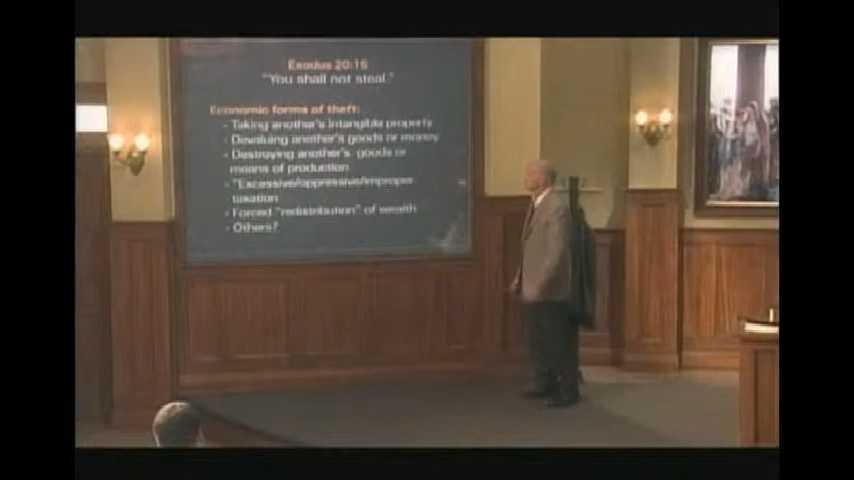 Exodus 20:15
"You shall not steal."
Economic forms of theft:
- Taking another's intangible property
- Devaluing another's goods or money
- Destroying another's goods or
means of production
- "Excessive/oppressive/improper
taxation
- Forced "redistribution" of wealth
- Others?